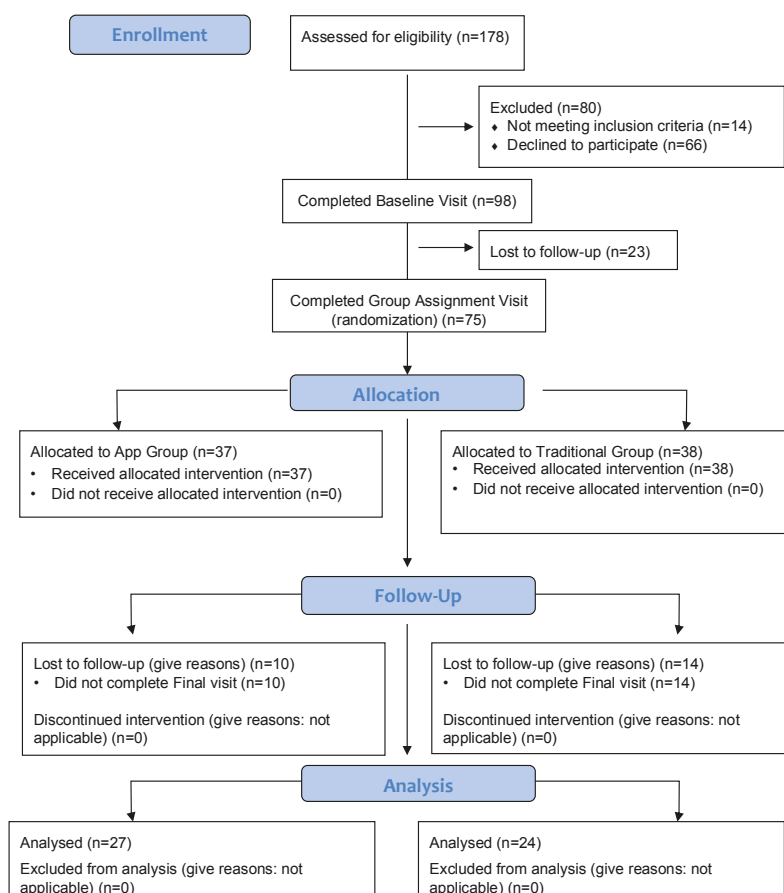 Enrollment
Assessed for eligibility (n=178)
Excluded (n=80)
♦ Not meeting inclusion criteria (n=14)
♦ Declined to participate (n=66)
Completed Baseline Visit (n=98)
Lost to follow-up (n=23)
Completed Group Assignment Visit
(randomization) (n=75)
Allocation
Allocated to App Group (n=37)
• Received allocated intervention (n=37)
• Did not receive allocated intervention (n=0)
Allocated to Traditional Group (n=38)
• Received allocated intervention (n=38)
• Did not receive allocated intervention (n=0)
Follow-Up
Lost to follow-up (give reasons) (n=10)
• Did not complete Final visit (n=10)
Discontinued intervention (give reasons: not
applicable) (n=0)
Lost to follow-up (give reasons) (n=14)
• Did not complete Final visit (n=14)
Discontinued intervention (give reasons: not
applicable) (n=0)
Analysis
Analysed (n=27)
Excluded from analysis (give reasons: not
applicable) (n=0)
Analysed (n=24)
Excluded from analysis (give reasons: not
applicable) (n=0)